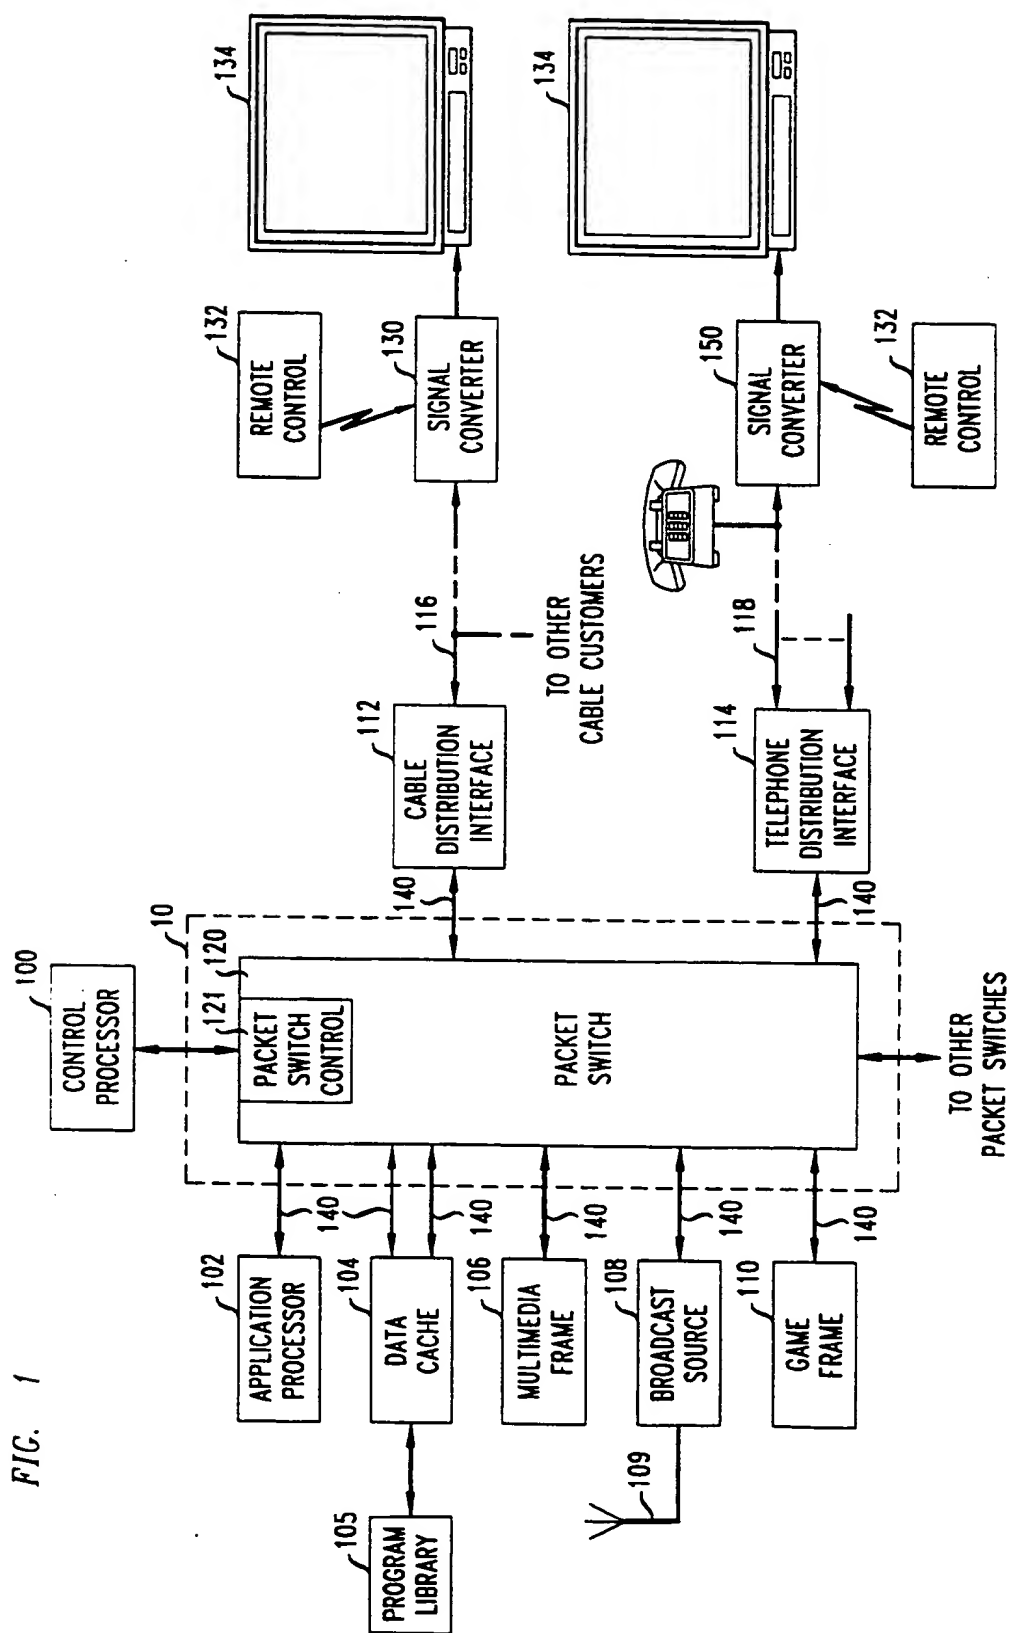 FIG. 1
100
CONTROL
PROCESSOR
10
121
120
PACKET
SWITCH
CONTROL
PACKET
SWITCH
102
APPLICATION
PROCESSOR
140
105
PROGRAM
LIBRARY
104
DATA
CACHE
140
140
106
MULTIMEDIA
FRAME
140
109
108
BROADCAST
SOURCE
140
110
GAME
FRAME
140
TO OTHER
PACKET SWITCHES
140
112
CABLE
DISTRIBUTION
INTERFACE
116
TO OTHER
CABLE CUSTOMERS
132
REMOTE
CONTROL
130
SIGNAL
CONVERTER
134
140
114
TELEPHONE
DISTRIBUTION
INTERFACE
118
150
SIGNAL
CONVERTER
132
REMOTE
CONTROL
134